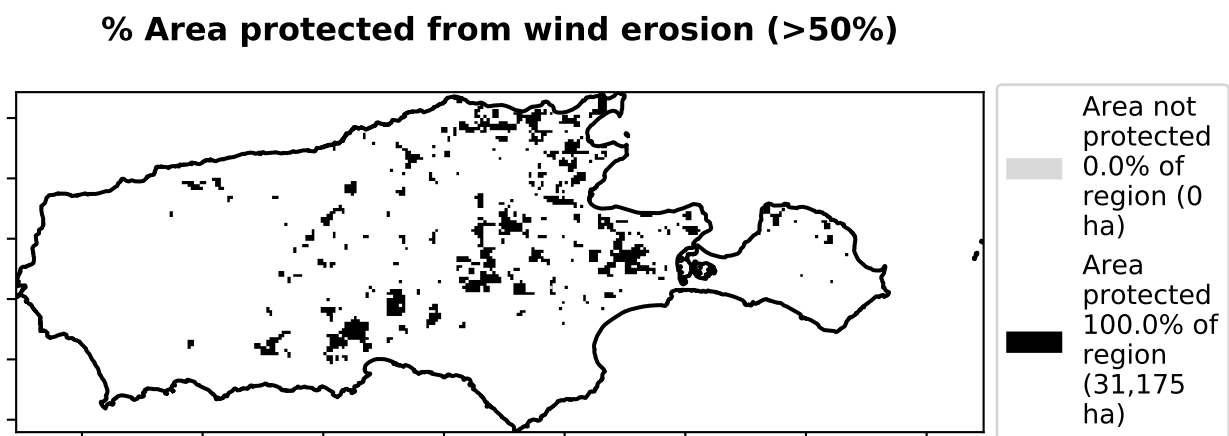 % Area protected from wind erosion (>50%)
Area not
protected
0.0% of
region (0
ha)
Area
protected
100.0% of
region
(31,175
ha)